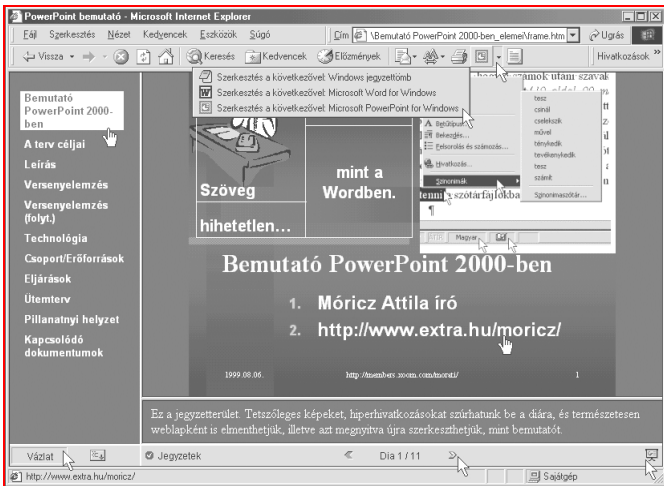 PowerPoint bemutató - Microsoft Internet Explorer
Fájl Szerkesztés Nézet Kedvencek Eszközök Súgó Cím \Bemutató PowerPoint 2000-ben_elemei\frame.htm Ugrás
Vissza Keresés Kedvencek Előzmények Hivatkozások »
Szerkesztés a következővel: Windows jegyzettömb
Szerkesztés a következővel: Microsoft Word for Windows
Szerkesztés a következővel: Microsoft PowerPoint for Windows
Bemutató
PowerPoint 2000-
ben
A terv céljai
Leírás
Versenyelemzés
Versenyelemzés
(folyt.)
Technológia
Csoport/Erőforrások
Eljárások
Ütemterv
Pillanatnyi helyzet
Kapcsolódó
dokumentumok
számok utáni szavak
Betűtípus...
Bekezdés...
Felsorolás és számozás...
Hivatkozás...
Szinonimák
tesz
csinál
cselekszik
művel
ténykedik
tevékenykedik
tesz
számít
Szinonimaszótár...
tenni a szótárfájlokba
¶
Magyar
Szöveg
mint a
Wordben.
hihetetlen...
Bemutató PowerPoint 2000-ben
1. Móricz Attila író
2. http://www.extra.hu/moricz/
1999.08.06. http://members.xoom.com/morati/ 1
Ez a jegyzetterület. Tetszőleges képeket, hiperhivatkozásokat szúrhatunk be a diára, és természetesen
weblapként is elmenthetjük, illetve azt megnyitva újra szerkeszthetjük, mint bemutatót.
Vázlat Jegyzetek Dia 1 / 11
http://www.extra.hu/moricz/ Sajátgép